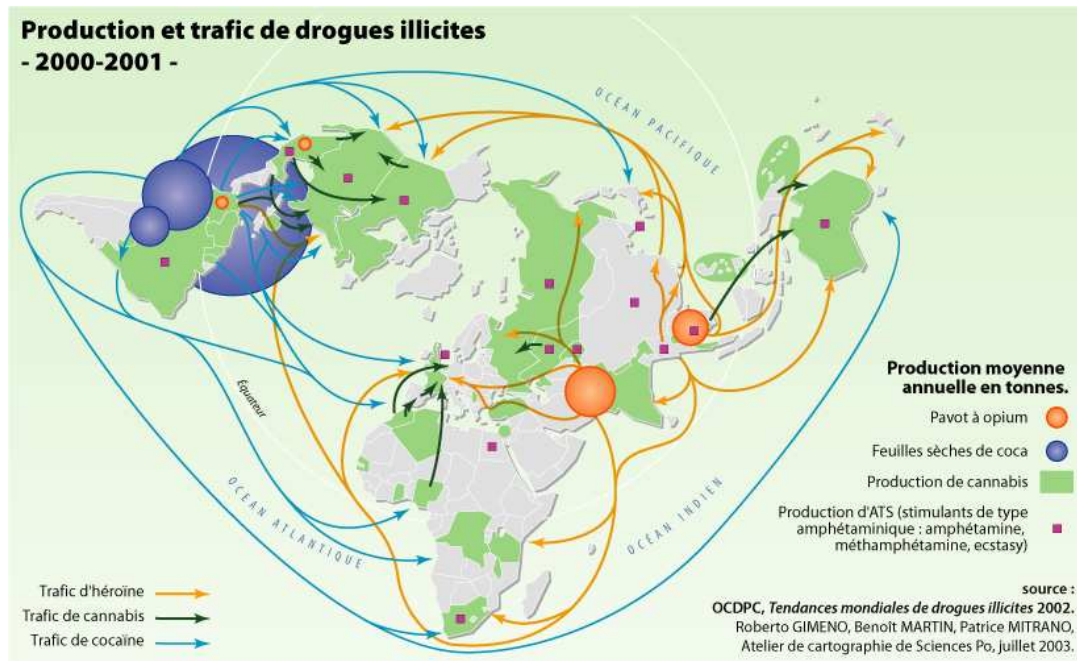 Production et trafic de drogues illicites
- 2000-2001 -
OCÉAN PACIFIQUE
Équateur
OCÉAN ATLANTIQUE
OCÉAN INDIEN
Production moyenne
annuelle en tonnes.
Pavot à opium
Feuilles sèches de coca
Production de cannabis
Production d'ATS (stimulants de type
amphétaminique : amphétamine,
méthamphétamine, ecstasy)
Trafic d'héroïne
Trafic de cannabis
Trafic de cocaïne
source :
OCDPC, Tendances mondiales de drogues illicites 2002.
Roberto GIMENO, Benoît MARTIN, Patrice MITRANO,
Atelier de cartographie de Sciences Po, juillet 2003.